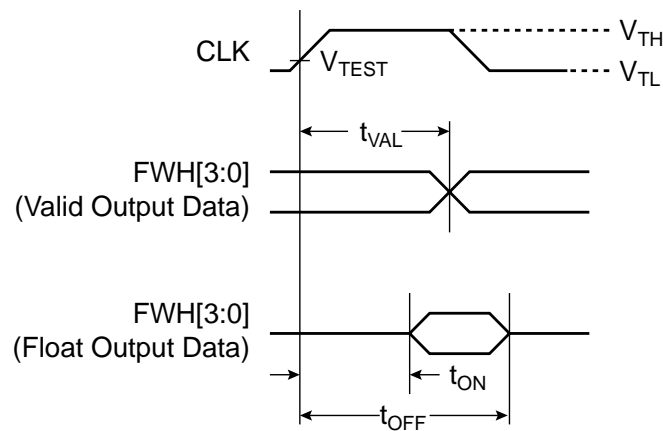 CLK
V_TEST
V_TH
V_TL
t_VAL
FWH[3:0]
(Valid Output Data)
FWH[3:0]
(Float Output Data)
t_ON
t_OFF